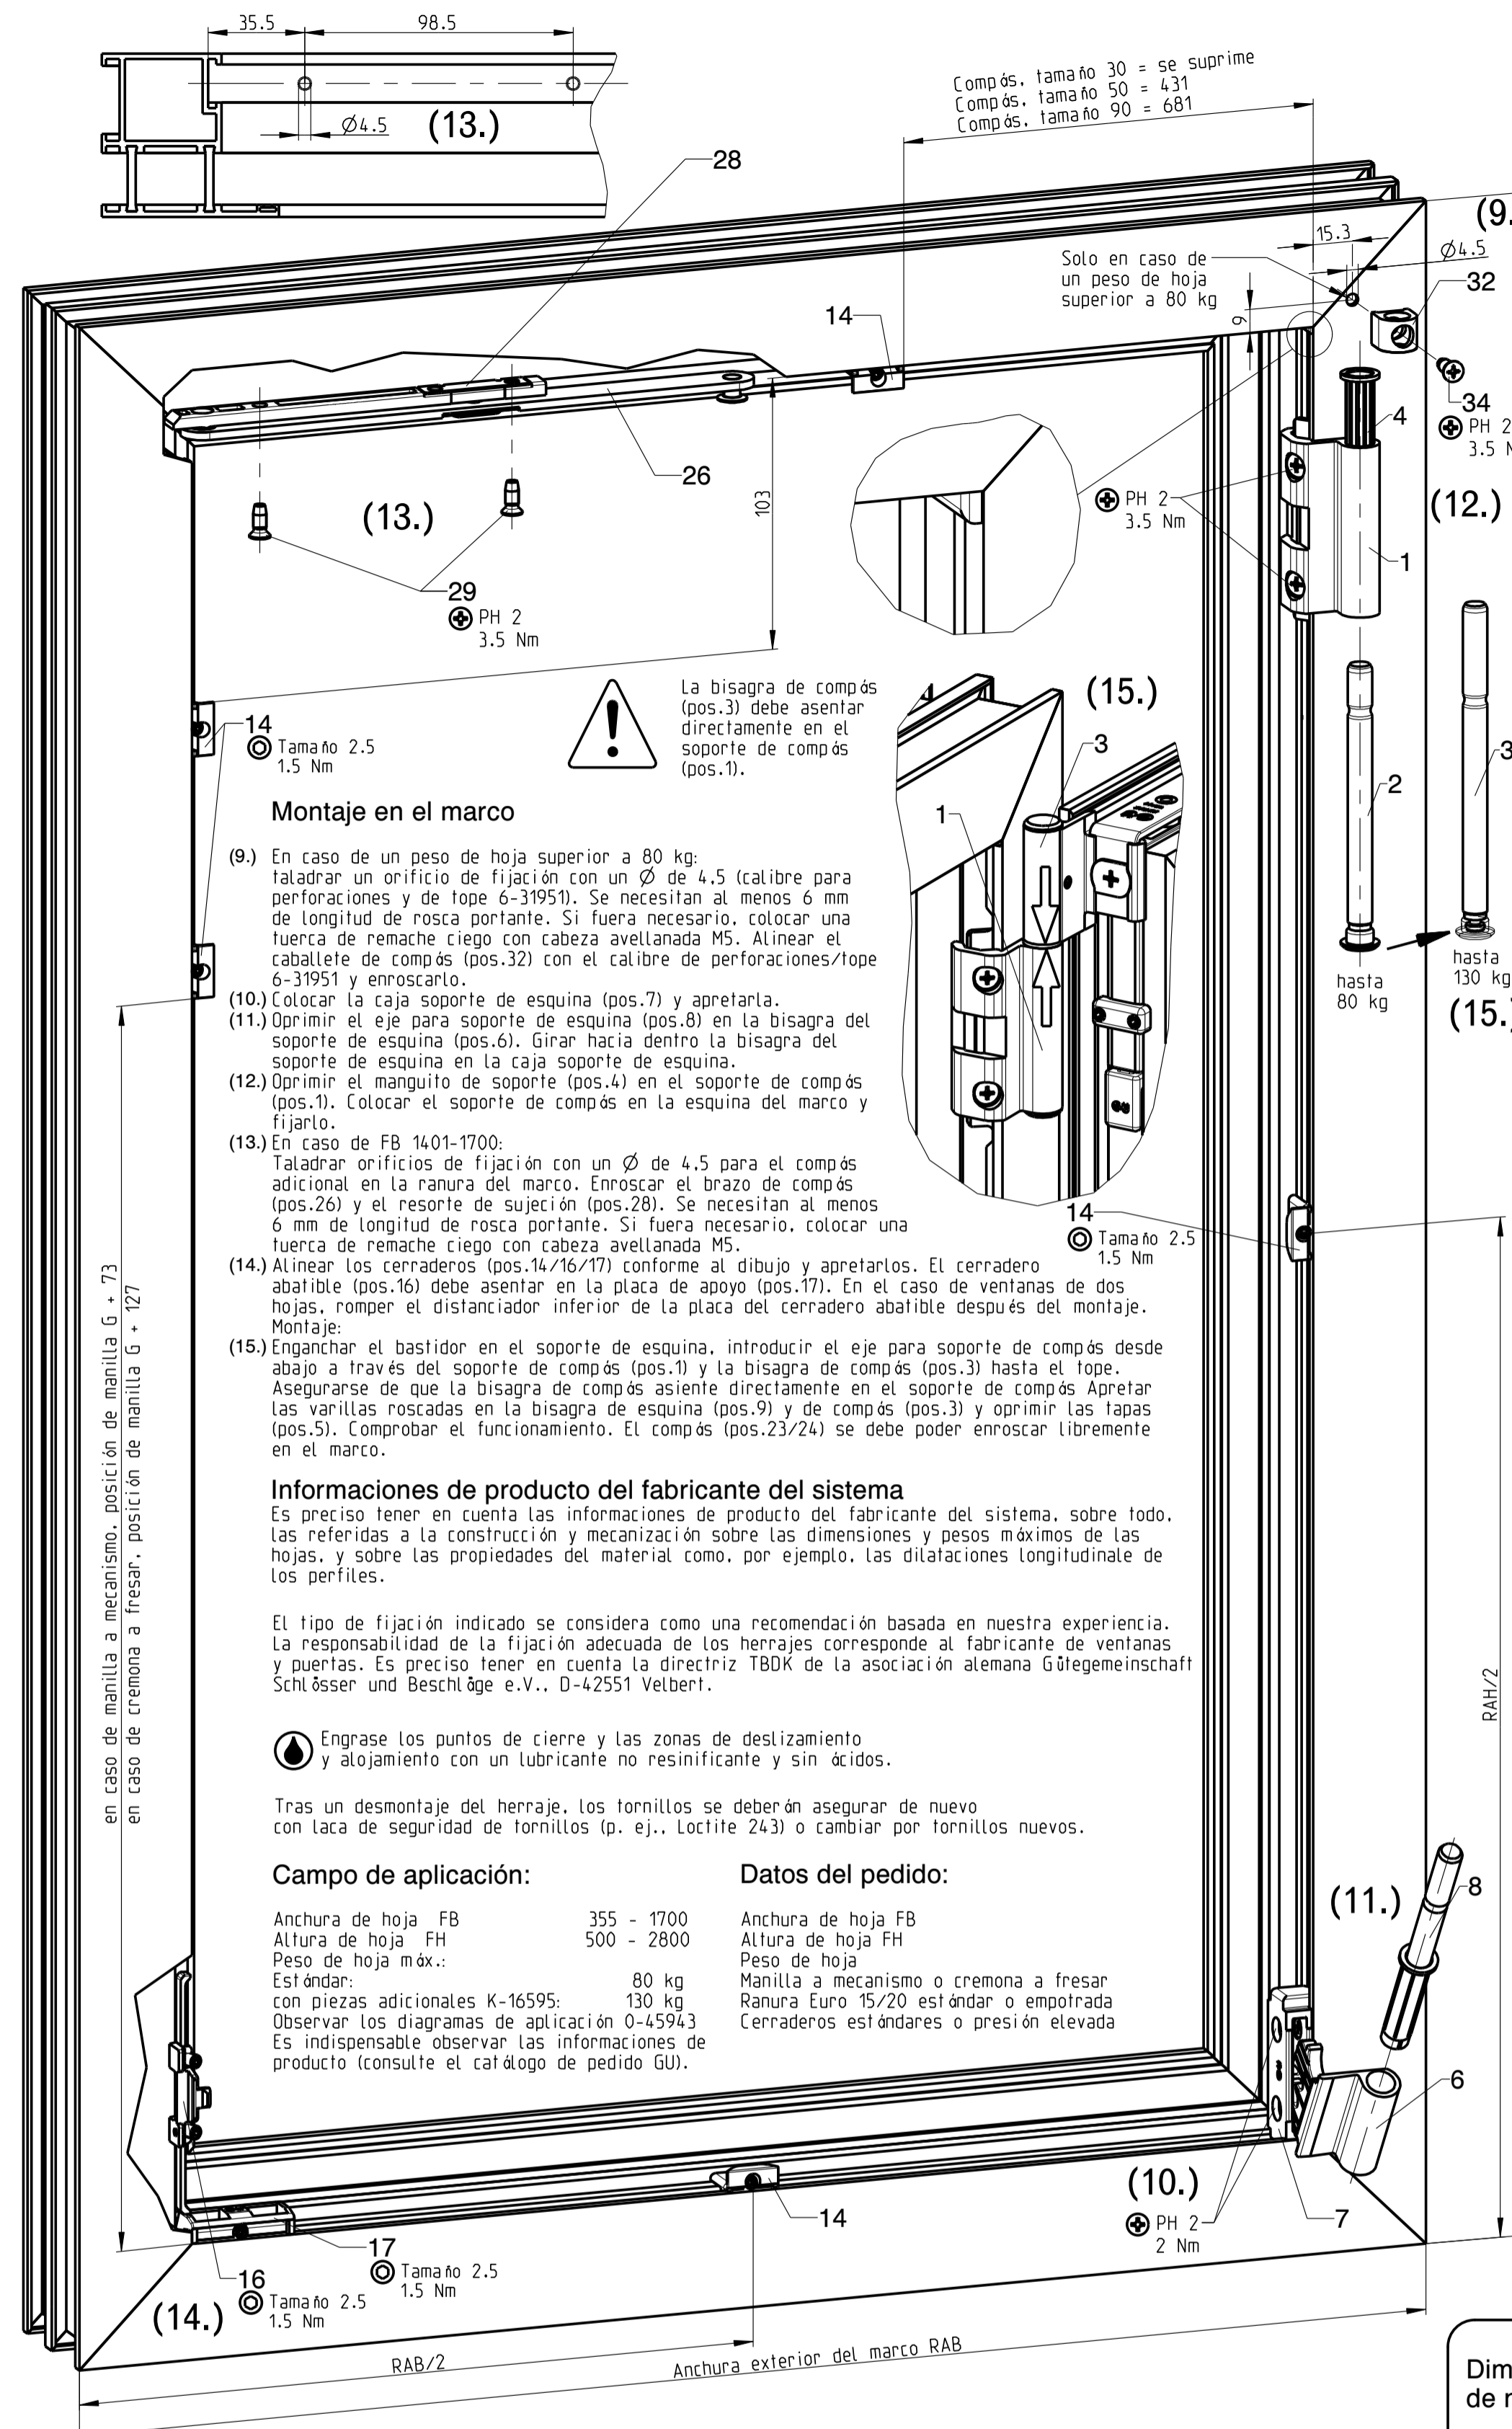 35.5
98.5
Ø4.5
(13.)
Compás, tamaño 30 = se suprime
Compás, tamaño 50 = 431
Compás, tamaño 90 = 681
28
(9.
15.3
Ø4.5
Solo en caso de
un peso de hoja
superior a 80 kg
9
32
14
34
PH 2
3.5 N
4
26
103
(13.)
PH 2
3.5 Nm
(12.)
1
29
PH 2
3.5 Nm
14
Tamaño 2.5
1.5 Nm
La bisagra de compás
(pos.3) debe asentar
directamente en el
soporte de compás
(pos.1).
(15.)
3
1
2
3
hasta
80 kg
hasta
130 kg
(15.)
Montaje en el marco
(9.) En caso de un peso de hoja superior a 80 kg:
taladrar un orificio de fijación con un Ø de 4.5 (calibre para
perforaciones y de tope 6-31951). Se necesitan al menos 6 mm
de longitud de rosca portante. Si fuera necesario, colocar una
tuerca de remache ciego con cabeza avellanada M5. Alinear el
caballete de compás (pos.32) con el calibre de perforaciones/tope
6-31951 y enroscarlo.
(10.) Colocar la caja soporte de esquina (pos.7) y apretarla.
(11.) Oprimir el eje para soporte de esquina (pos.8) en la bisagra del
soporte de esquina (pos.6). Girar hacia dentro la bisagra del
soporte de esquina en la caja soporte de esquina.
(12.) Oprimir el manguito de soporte (pos.4) en el soporte de compás
(pos.1). Colocar el soporte de compás en la esquina del marco y
fijarlo.
(13.) En caso de FB 1401-1700:
Taladrar orificios de fijación con un Ø de 4.5 para el compás
adicional en la ranura del marco. Enroscar el brazo de compás
(pos.26) y el resorte de sujeción (pos.28). Se necesitan al menos
6 mm de longitud de rosca portante. Si fuera necesario, colocar una
tuerca de remache ciego con cabeza avellanada M5.
(14.) Alinear los cerraderos (pos.14/16/17) conforme al dibujo y apretarlos. El cerradero
abatible (pos.16) debe asentar en la placa de apoyo (pos.17). En el caso de ventanas de dos
hojas, romper el distanciador inferior de la placa del cerradero abatible después del montaje.
Montaje:
(15.) Enganchar el bastidor en el soporte de esquina, introducir el eje para soporte de compás desde
abajo a través del soporte de compás (pos.1) y la bisagra de compás (pos.3) hasta el tope.
Asegurarse de que la bisagra de compás asiente directamente en el soporte de compás Apretar
las varillas roscadas en la bisagra de esquina (pos.9) y de compás (pos.3) y oprimir las tapas
(pos.5). Comprobar el funcionamiento. El compás (pos.23/24) se debe poder enroscar libremente
en el marco.
14
Tamaño 2.5
1.5 Nm
en caso de manilla a mecanismo, posición de manilla G + 73
en caso de cremona a fresar, posición de manilla G + 127
RAH/2
Informaciones de producto del fabricante del sistema
Es preciso tener en cuenta las informaciones de producto del fabricante del sistema, sobre todo,
las referidas a la construcción y mecanización sobre las dimensiones y pesos máximos de las
hojas, y sobre las propiedades del material como, por ejemplo, las dilataciones longitudinale de
los perfiles.
El tipo de fijación indicado se considera como una recomendación basada en nuestra experiencia.
La responsabilidad de la fijación adecuada de los herrajes corresponde al fabricante de ventanas
y puertas. Es preciso tener en cuenta la directriz TBDK de la asociación alemana Gütegemeinschaft
Schlösser und Beschläge e.V., D-42551 Velbert.
Engrase los puntos de cierre y las zonas de deslizamiento
y alojamiento con un lubricante no resinificante y sin ácidos.
Tras un desmontaje del herraje, los tornillos se deberán asegurar de nuevo
con laca de seguridad de tornillos (p. ej., Loctite 243) o cambiar por tornillos nuevos.
Campo de aplicación:
Anchura de hoja FB 355 - 1700
Altura de hoja FH 500 - 2800
Peso de hoja máx.:
Estándar: 80 kg
con piezas adicionales K-16595: 130 kg
Observar los diagramas de aplicación 0-45943
Es indispensable observar las informaciones de
producto (consulte el catálogo de pedido GU).
Datos del pedido:
Anchura de hoja FB
Altura de hoja FH
Peso de hoja
Manilla a mecanismo o cremona a fresar
Ranura Euro 15/20 estándar o empotrada
Cerraderos estándares o presión elevada
(11.)
8
6
(10.)
PH 2
2 Nm
7
14
17
Tamaño 2.5
1.5 Nm
16
Tamaño 2.5
1.5 Nm
(14.)
RAB/2
Anchura exterior del marco RAB
Dim
de r